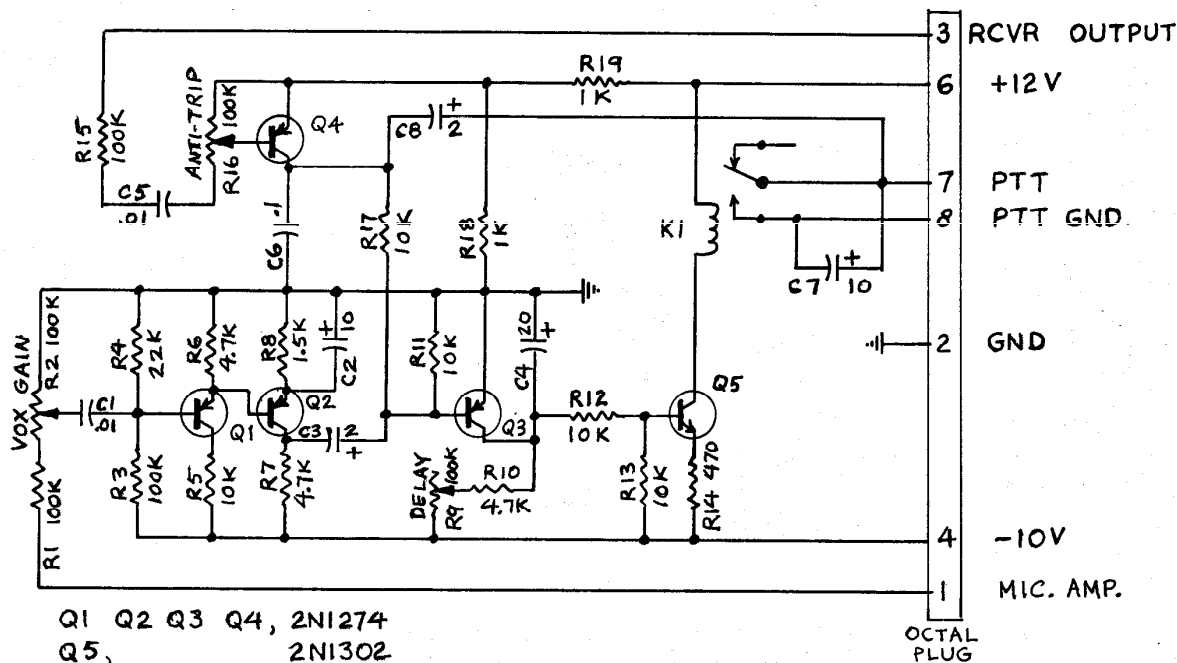 3 RCVR OUTPUT
R19
1K
6 +12V
R15
100K
ANTI-TRIP
100K
R16
Q4
C8
+
2
C5
.01
.1
C6
R17
10K
R18
1K
K1
7 PTT
8 PTT GND
+
C7 10
VOX GAIN
R2 100K
R4
22K
R6
4.7K
R8
1.5K
+
10
C2
R11
10K
20
+
C4
2 GND
C1
.01
Q1
Q2
C3 2
+
Q3
R12
10K
Q5
R1
100K
R3
100K
R5
10K
R7
4.7K
DELAY
100K
R9
R10
4.7K
R13
10K
R14 470
4 -10V
1 MIC. AMP.
Q1 Q2 Q3 Q4, 2N1274
Q5, 2N1302
OCTAL
PLUG